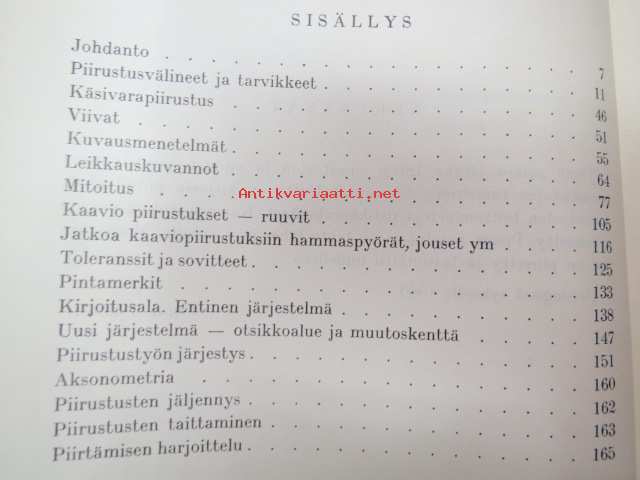 SISÄLLYS
Johdanto . . . . . . . . . . . . . . . . 7
Piirustusvälineet ja tarvikkeet . . . . . . . . . 11
Käsivarapiirustus . . . . . . . . . . . . . 46
Viivat . . . . . . . . . . . . . . . . . 51
Kuvausmenetelmät . . . . . . . . . . . . . 55
Leikkauskuvannot . . . . . . . . . . . . . 64
Mitoitus . . . . . . . . . . . . . . . . 77
Antikvariaatti.net
Kaavio piirustukset — ruuvit . . . . . . . . . 105
Jatkoa kaaviopiirustuksiin hammaspyörät, jouset ym . . . . 116
Toleranssit ja sovitteet . . . . . . . . . . . . 125
Pintamerkit . . . . . . . . . . . . . . . 133
Kirjoitusala. Entinen järjestelmä . . . . . . . . 138
Uusi järjestelmä — otsikkoalue ja muutoskenttä . . . . 147
Piirustustyön järjestys . . . . . . . . . . . . 151
Aksonometria . . . . . . . . . . . . . . 160
Piirustusten jäljennys . . . . . . . . . . . . 162
Piirustusten taittaminen . . . . . . . . . . . 163
Piirtämisen harjoittelu . . . . . . . . . . . . 165